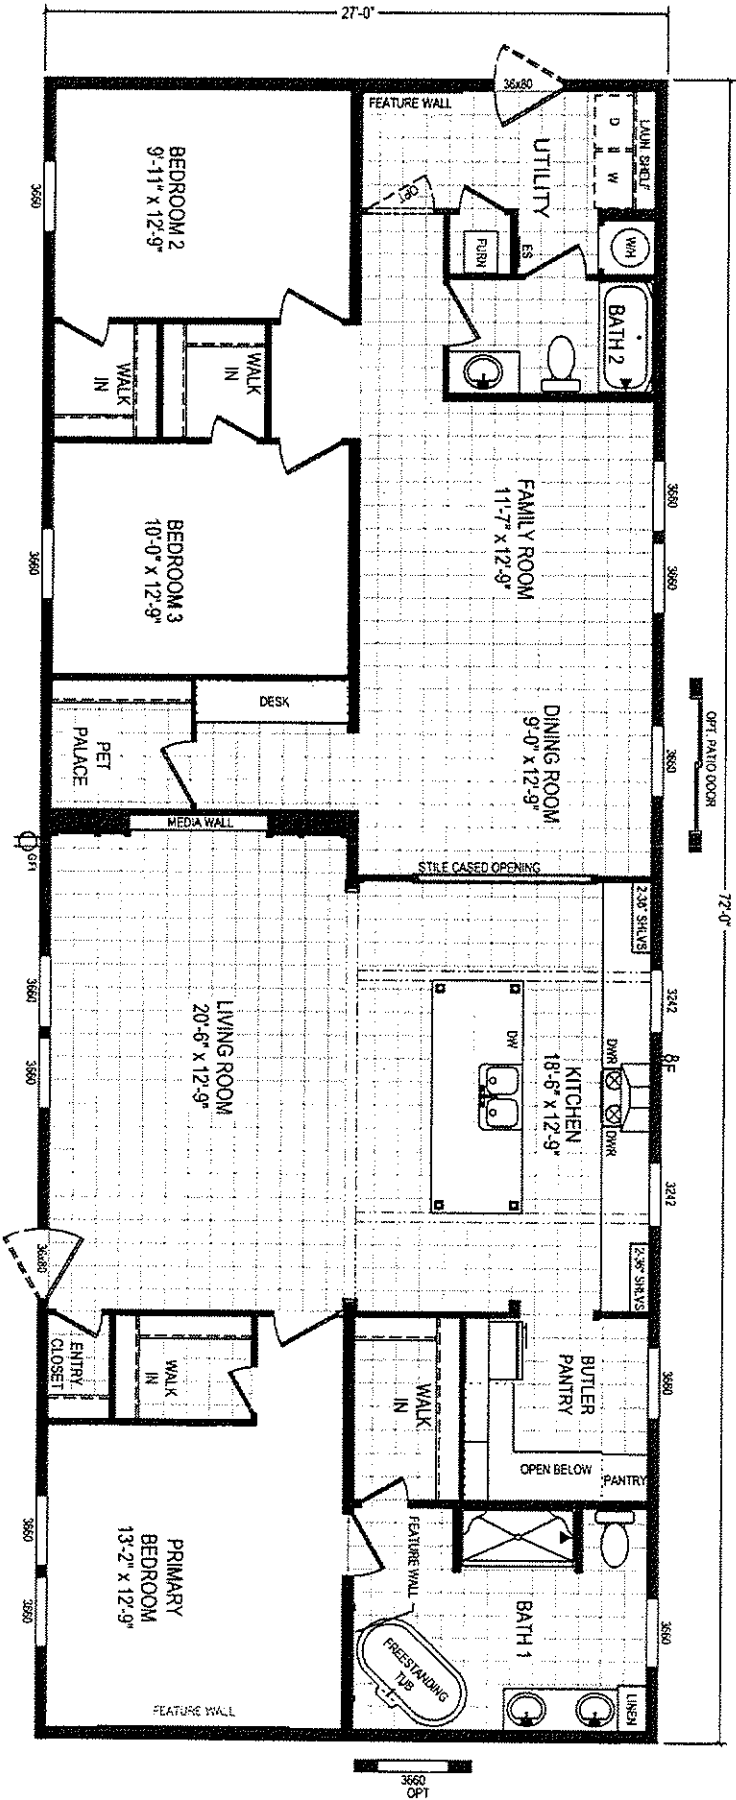 27'-0"
36x80
FEATURE WALL
LAUN. SHELF
D
W
UTILITY
OPT
FURN
ES
W/H
BATH 2
BEDROOM 2
9'-11" x 12'-9"
3660
WALK
IN
WALK
IN
FAMILY ROOM
11'-7" x 12'-9"
3660
3660
BEDROOM 3
10'-0" x 12'-9"
3660
DESK
PET
PALACE
DINING ROOM
9'-0" x 12'-9"
3660
OPT. PATIO DOOR
72'-0"
MEDIA WALL
GFI
STILE CASED OPENING
2-36" SHLVS
3242
DWR
DWR
DW
KITCHEN
18'-6" x 12'-9"
3242
2-36" SHLVS
LIVING ROOM
20'-6" x 12'-9"
3660
3660
36x80
ENTRY
CLOSET
WALK
IN
WALK
IN
BUTLER
PANTRY
3660
OPEN BELOW
PANTRY
FEATURE WALL
BATH 1
3660
FREESTANDING
TUB
LINEN
PRIMARY
BEDROOM
13'-2" x 12'-9"
3660
3660
FEATURE WALL
3660
OPT